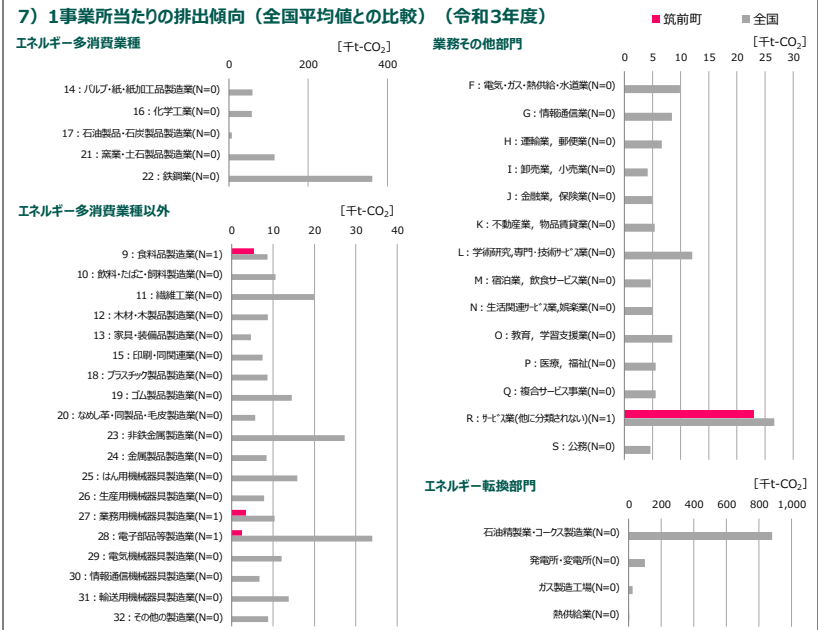 7）1事業所当たりの排出傾向（全国平均値との比較）（令和3年度）
■筑前町 ■全国
エネルギー多消費業種
[千t-CO₂]
0 200 400
14：パルプ・紙・紙加工品製造業(N=0)
16：化学工業(N=0)
17：石油製品・石炭製品製造業(N=0)
21：窯業・土石製品製造業(N=0)
22：鉄鋼業(N=0)
エネルギー多消費業種以外
[千t-CO₂]
0 10 20 30 40
9：食料品製造業(N=1)
10：飲料・たばこ・飼料製造業(N=0)
11：繊維工業(N=0)
12：木材・木製品製造業(N=0)
13：家具・装備品製造業(N=0)
15：印刷・同関連業(N=0)
18：プラスチック製品製造業(N=0)
19：ゴム製品製造業(N=0)
20：なめし革・同製品・毛皮製造業(N=0)
23：非鉄金属製造業(N=0)
24：金属製品製造業(N=0)
25：はん用機械器具製造業(N=0)
26：生産用機械器具製造業(N=0)
27：業務用機械器具製造業(N=1)
28：電子部品等製造業(N=1)
29：電気機械器具製造業(N=0)
30：情報通信機械器具製造業(N=0)
31：輸送用機械器具製造業(N=0)
32：その他の製造業(N=0)
業務その他部門
[千t-CO₂]
0 5 10 15 20 25 30
F：電気・ガス・熱供給・水道業(N=0)
G：情報通信業(N=0)
H：運輸業，郵便業(N=0)
I：卸売業，小売業(N=0)
J：金融業，保険業(N=0)
K：不動産業，物品賃貸業(N=0)
L：学術研究,専門・技術サービス業(N=0)
M：宿泊業，飲食サービス業(N=0)
N：生活関連サービス業,娯楽業(N=0)
O：教育，学習支援業(N=0)
P：医療，福祉(N=0)
Q：複合サービス事業(N=0)
R：サービス業(他に分類されない)(N=1)
S：公務(N=0)
エネルギー転換部門
[千t-CO₂]
0 200 400 600 800 1,000
石油精製業・コークス製造業(N=0)
発電所・変電所(N=0)
ガス製造工場(N=0)
熱供給業(N=0)